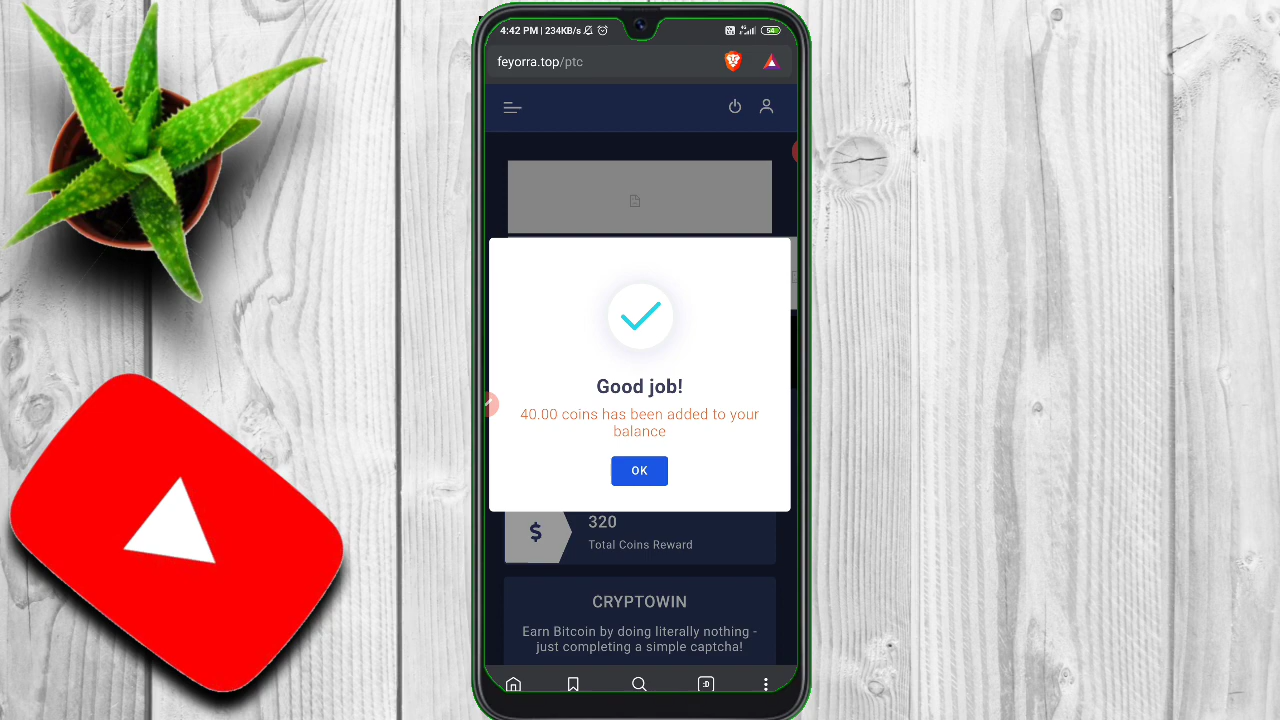 4:42 PM | 234KB/s
54
feyorra.top/ptc
Good job!
40.00 coins has been added to your
balance
OK
$
320
Total Coins Reward
CRYPTOWIN
Earn Bitcoin by doing literally nothing -
just completing a simple captcha!
:D